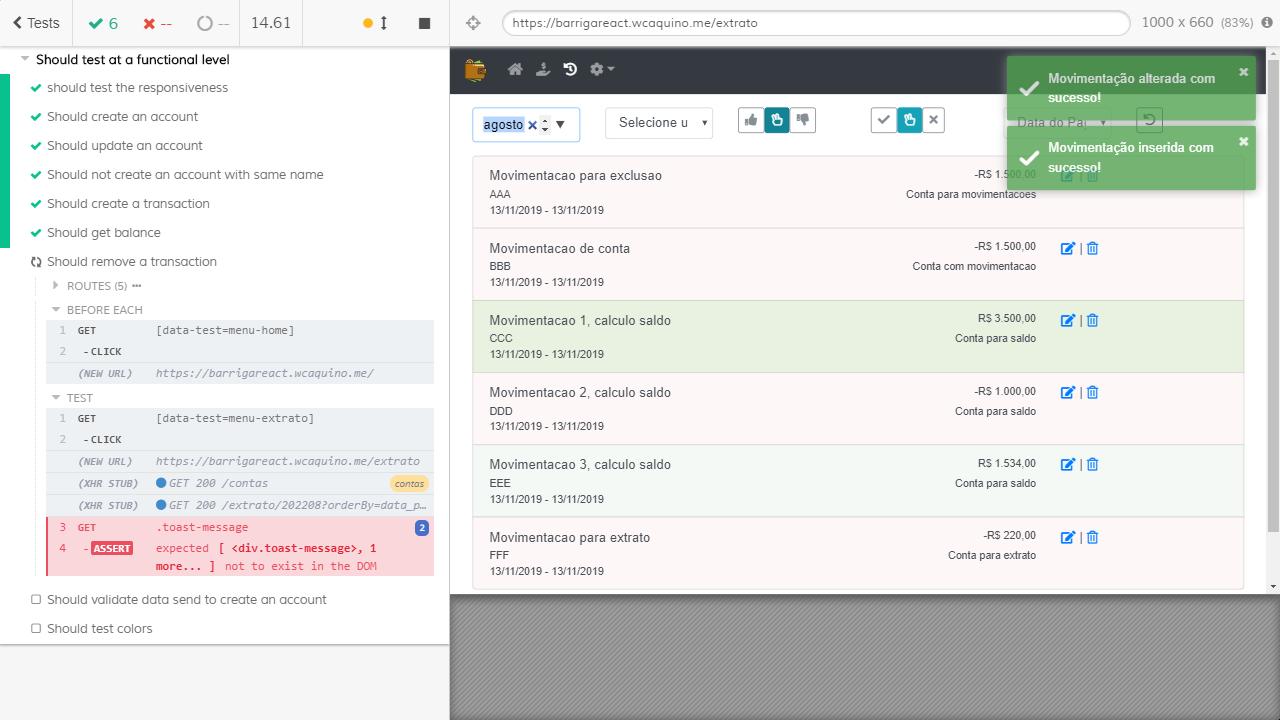 Tests
6
--
--
14.61
https://barrigareact.wcaquino.me/extrato
1000 x 660 (83%)
Should test at a functional level
should test the responsiveness
Should create an account
Should update an account
Should not create an account with same name
Should create a transaction
Should get balance
Should remove a transaction
ROUTES (5)
BEFORE EACH
1 GET [data-test=menu-home]
2 -CLICK
(NEW URL) https://barrigareact.wcaquino.me/
TEST
1 GET [data-test=menu-extrato]
2 -CLICK
(NEW URL) https://barrigareact.wcaquino.me/extrato
(XHR STUB) GET 200 /contas contas
(XHR STUB) GET 200 /extrato/202208?orderBy=data_p…
3 GET .toast-message 2
4 -ASSERT expected [ <div.toast-message>, 1
more... ] not to exist in the DOM
Should validate data send to create an account
Should test colors
Movimentação alterada com
sucesso!
Movimentação inserida com
sucesso!
agosto
Selecione u
Data do Pag
Movimentacao para exclusao -R$ 1.500,00
AAA Conta para movimentacoes
13/11/2019 - 13/11/2019
Movimentacao de conta -R$ 1.500,00 |
BBB Conta com movimentacao
13/11/2019 - 13/11/2019
Movimentacao 1, calculo saldo R$ 3.500,00 |
CCC Conta para saldo
13/11/2019 - 13/11/2019
Movimentacao 2, calculo saldo -R$ 1.000,00 |
DDD Conta para saldo
13/11/2019 - 13/11/2019
Movimentacao 3, calculo saldo R$ 1.534,00 |
EEE Conta para saldo
13/11/2019 - 13/11/2019
Movimentacao para extrato -R$ 220,00 |
FFF Conta para extrato
13/11/2019 - 13/11/2019